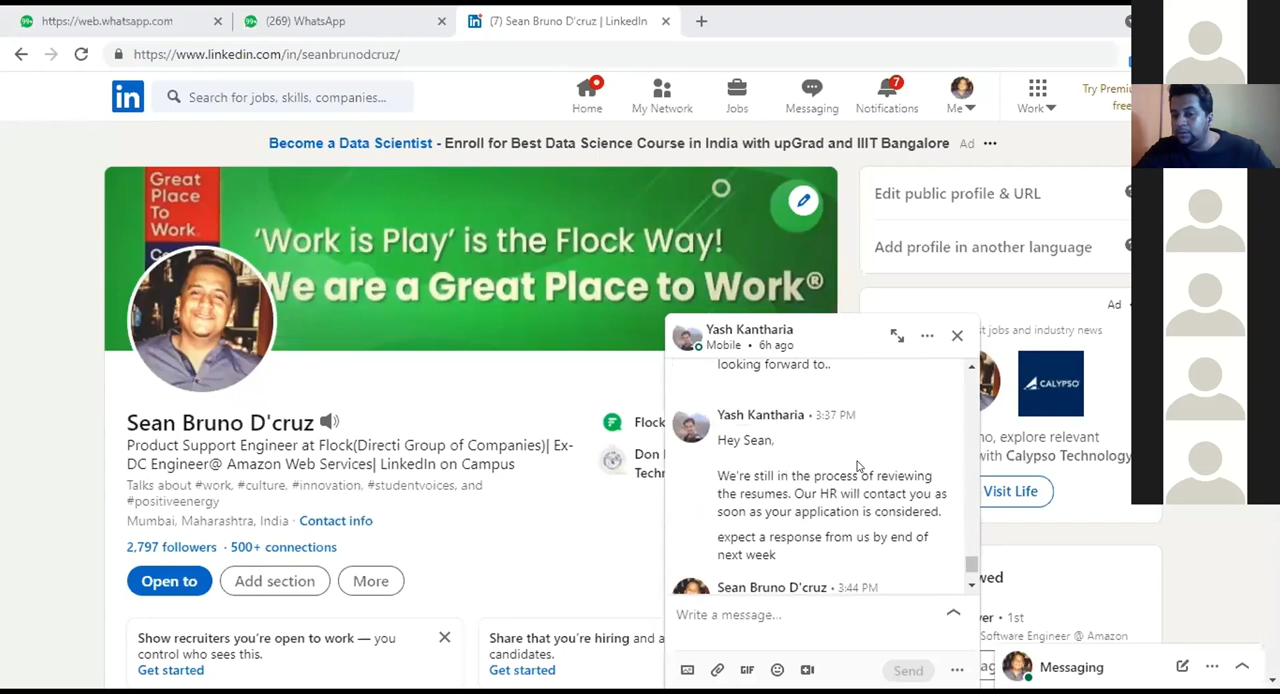 https://web.whatsapp.com
(269) WhatsApp
(7) Sean Bruno D'cruz | LinkedIn
https://www.linkedin.com/in/seanbrunodcruz/
in
Search for jobs, skills, companies...
Home
My Network
Jobs
Messaging
7
Notifications
Me
Work
Try Premi
free
Become a Data Scientist - Enroll for Best Data Science Course in India with upGrad and IIIT Bangalore
Ad
Great
Place
To
Work.
'Work is Play' is the Flock Way!
We are a Great Place to Work®
Edit public profile & URL
Add profile in another language
Ad
st jobs and industry news
CALYPSO
no, explore relevant
with Calypso Technology
Visit Life
Sean Bruno D'cruz
Product Support Engineer at Flock(Directi Group of Companies)| Ex-
DC Engineer@ Amazon Web Services| LinkedIn on Campus
Talks about #work, #culture, #innovation, #studentvoices, and
#positiveenergy
Mumbai, Maharashtra, India · Contact info
2,797 followers · 500+ connections
Open to
Add section
More
Flock
Don
Techn
Show recruiters you're open to work — you
control who sees this.
Get started
Share that you're hiring and a
candidates.
Get started
Yash Kantharia
Mobile • 6h ago
looking forward to..
Yash Kantharia • 3:37 PM
Hey Sean,
We're still in the process of reviewing
the resumes. Our HR will contact you as
soon as your application is considered.
expect a response from us by end of
next week
Sean Bruno D'cruz • 3:44 PM
Write a message...
GIF
Send
wed
ver • 1st
Software Engineer @ Amazon
Messaging